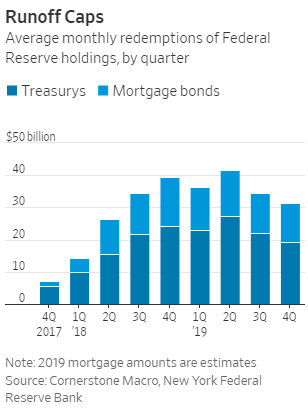 Runoff Caps
Average monthly redemptions of Federal
Reserve holdings, by quarter
Treasurys Mortgage bonds
$50 billion
40
30
20
10
0
4Q 1Q 2Q 3Q 4Q 1Q 2Q 3Q 4Q
2017 ’18 ’19
Note: 2019 mortgage amounts are estimates
Source: Cornerstone Macro, New York Federal
Reserve Bank